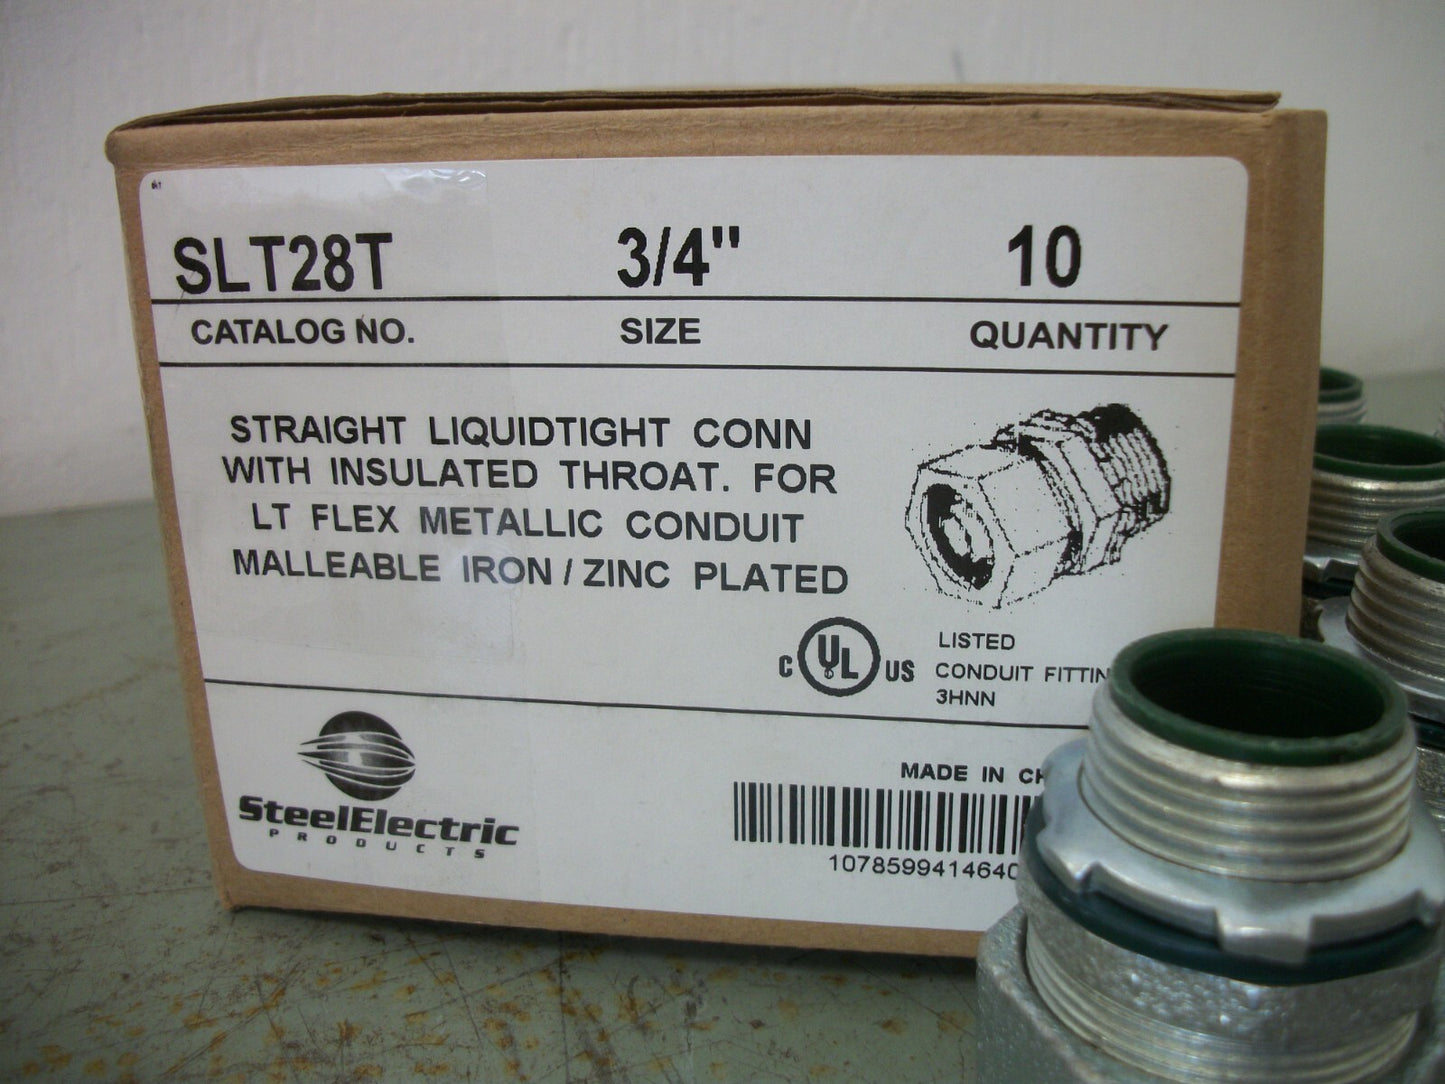 SLT28T 3/4" 10
CATALOG NO. SIZE QUANTITY
STRAIGHT LIQUIDTIGHT CONN
WITH INSULATED THROAT. FOR
LT FLEX METALLIC CONDUIT
MALLEABLE IRON / ZINC PLATED
C UL US LISTED
CONDUIT FITTIN
3HNN
SteelElectric
PRODUCTS
MADE IN CH
1078599414640